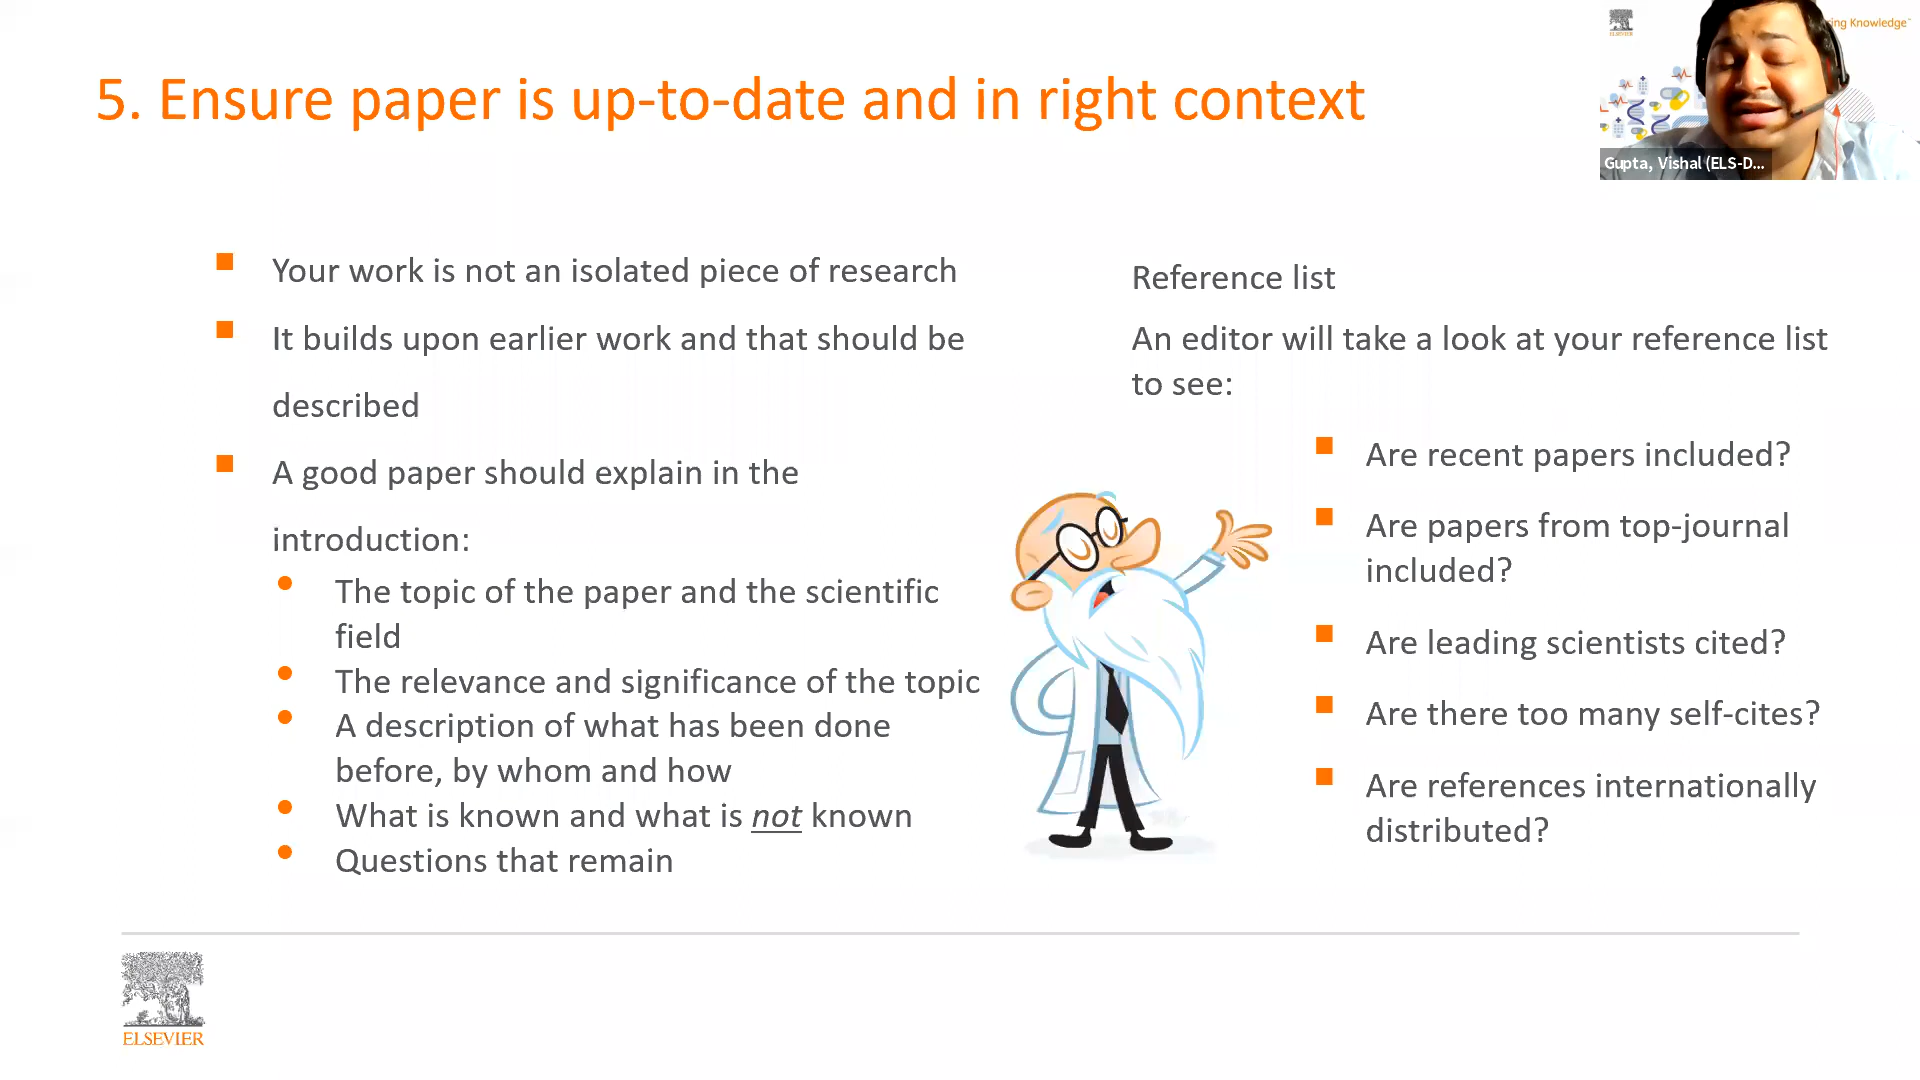 5. Ensure paper is up-to-date and in right context
ring Knowledge™
ELSEVIER
Gupta, Vishal (ELS-D...
Your work is not an isolated piece of research
It builds upon earlier work and that should be
described
A good paper should explain in the
introduction:
The topic of the paper and the scientific
field
The relevance and significance of the topic
A description of what has been done
before, by whom and how
What is known and what is not known
Questions that remain
Reference list
An editor will take a look at your reference list
to see:
Are recent papers included?
Are papers from top-journal
included?
Are leading scientists cited?
Are there too many self-cites?
Are references internationally
distributed?
ELSEVIER